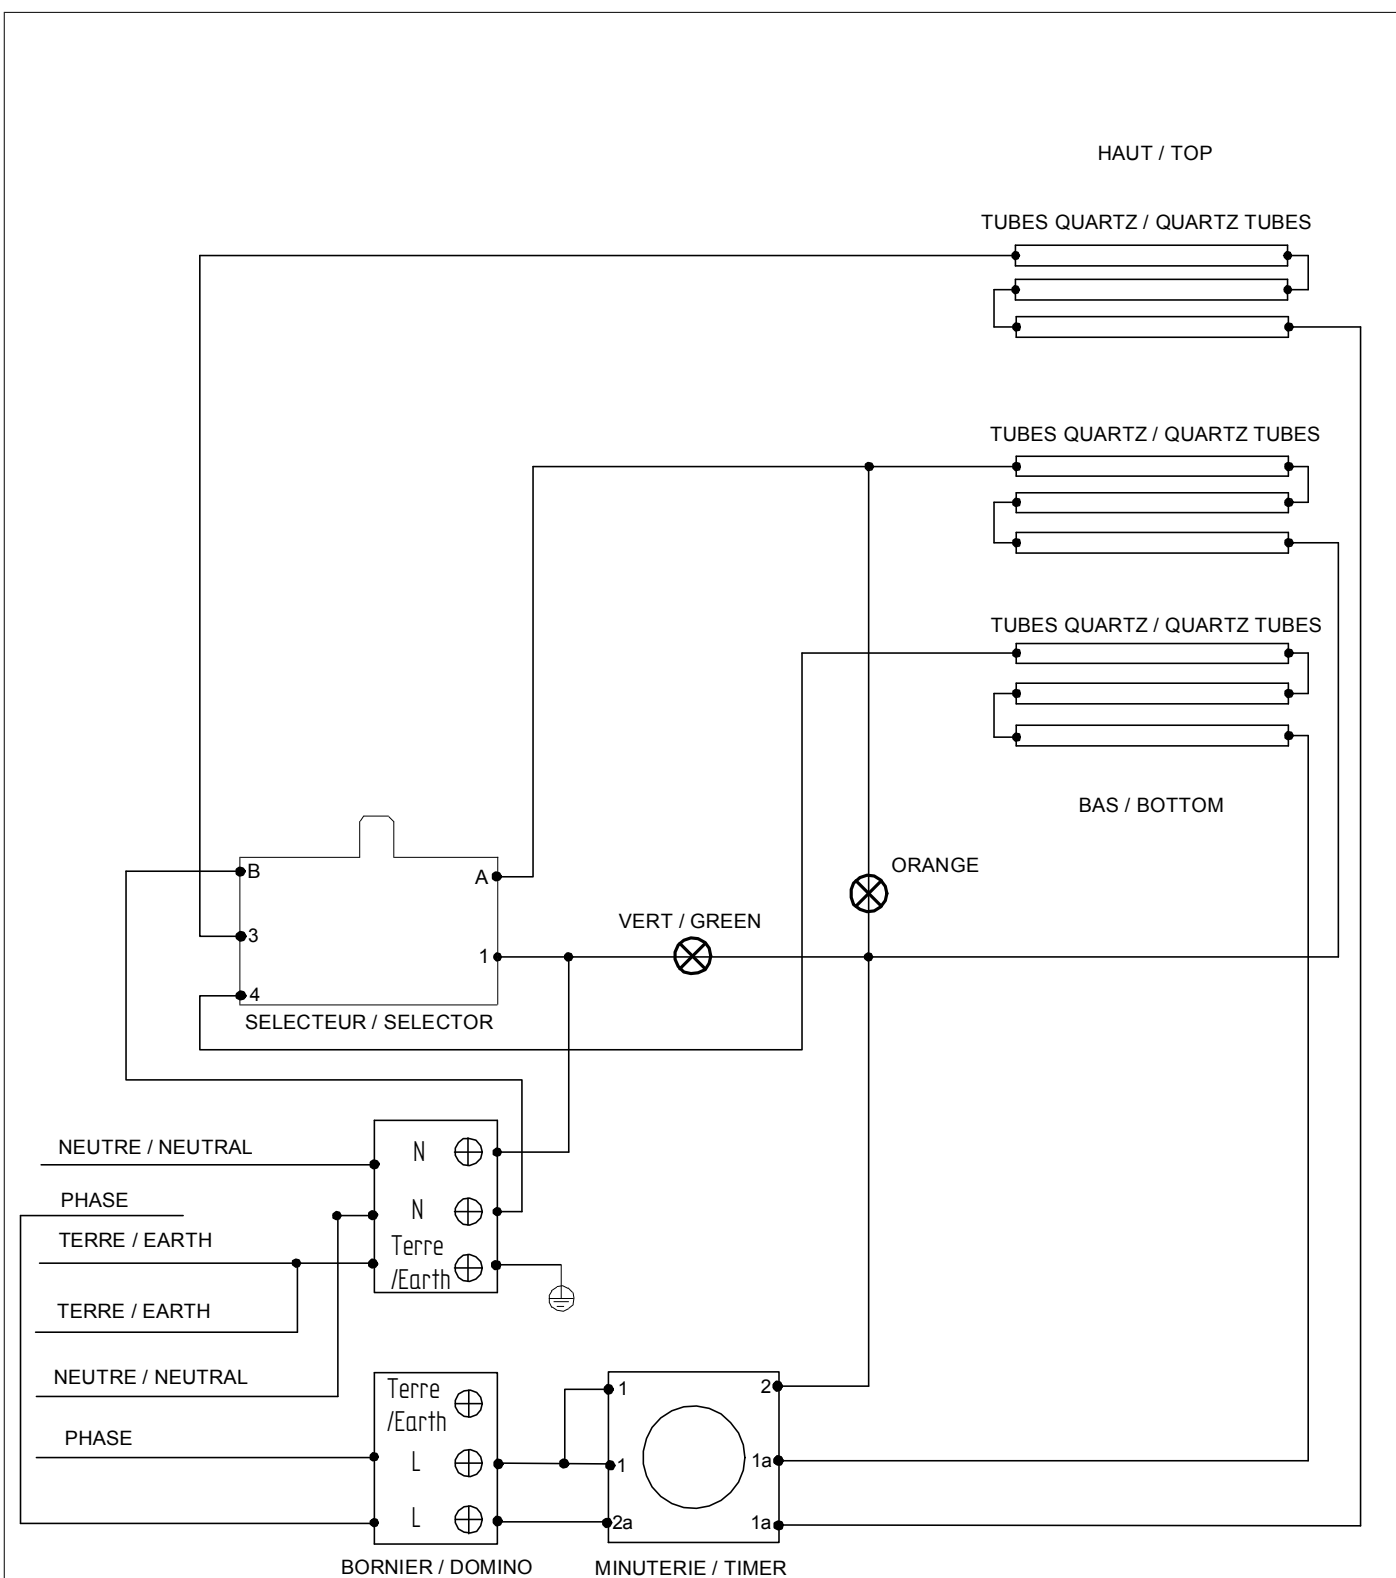 HAUT / TOP
TUBES QUARTZ / QUARTZ TUBES
TUBES QUARTZ / QUARTZ TUBES
TUBES QUARTZ / QUARTZ TUBES
BAS / BOTTOM
ORANGE
VERT / GREEN
B
A
3
1
4
SELECTEUR / SELECTOR
NEUTRE / NEUTRAL
N
PHASE
N
TERRE / EARTH
Terre
/Earth
TERRE / EARTH
NEUTRE / NEUTRAL
Terre
/Earth
PHASE
L
L
1
2
1
1a
2a
1a
BORNIER / DOMINO
MINUTERIE / TIMER